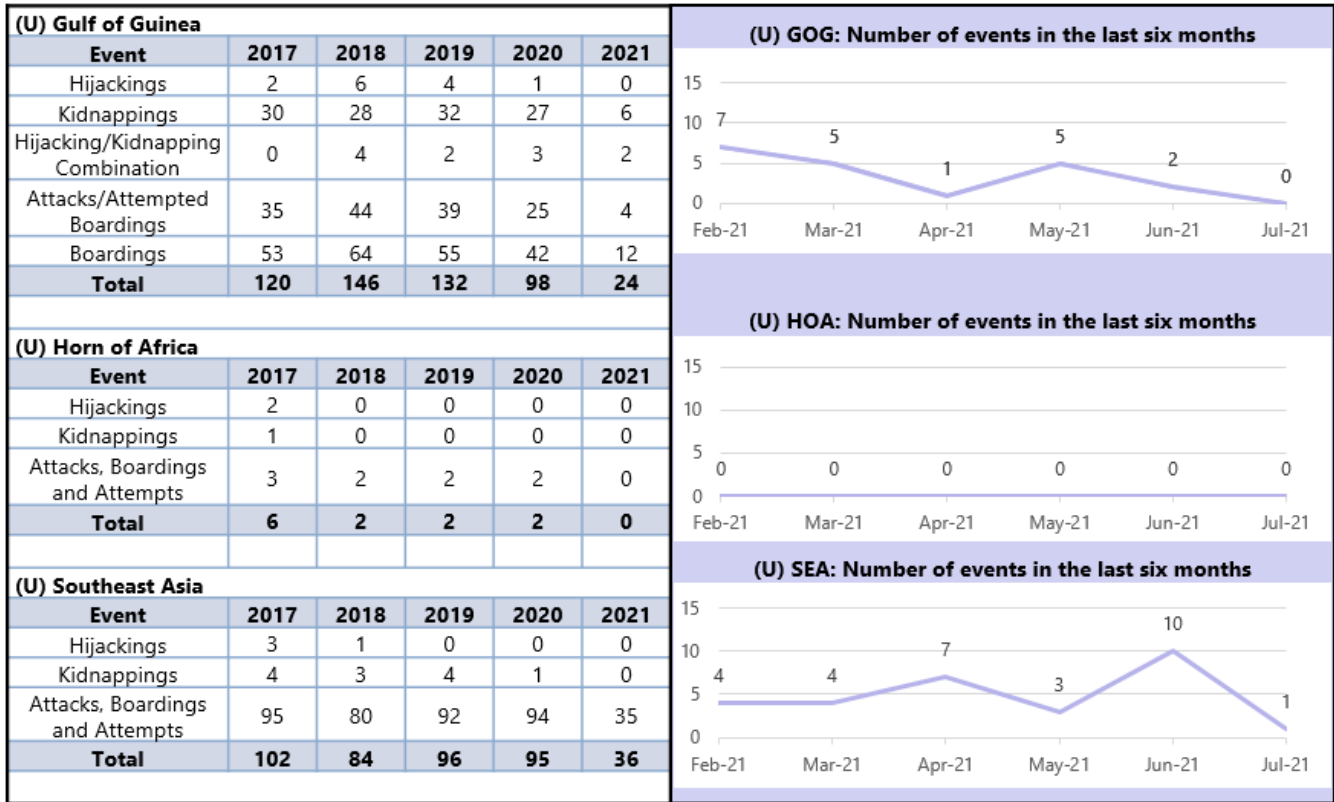 (U) Gulf of Guinea
Event 2017 2018 2019 2020 2021
Hijackings 2 6 4 1 0
Kidnappings 30 28 32 27 6
Hijacking/Kidnapping
Combination 0 4 2 3 2
Attacks/Attempted
Boardings 35 44 39 25 4
Boardings 53 64 55 42 12
Total 120 146 132 98 24
(U) Horn of Africa
Event 2017 2018 2019 2020 2021
Hijackings 2 0 0 0 0
Kidnappings 1 0 0 0 0
Attacks, Boardings
and Attempts 3 2 2 2 0
Total 6 2 2 2 0
(U) Southeast Asia
Event 2017 2018 2019 2020 2021
Hijackings 3 1 0 0 0
Kidnappings 4 3 4 1 0
Attacks, Boardings
and Attempts 95 80 92 94 35
Total 102 84 96 95 36
(U) GOG: Number of events in the last six months
15
10
5
0
7 5 1 5 2 0
Feb-21 Mar-21 Apr-21 May-21 Jun-21 Jul-21
(U) HOA: Number of events in the last six months
15
10
5
0
0 0 0 0 0 0
Feb-21 Mar-21 Apr-21 May-21 Jun-21 Jul-21
(U) SEA: Number of events in the last six months
15
10
5
0
4 4 7 3 10 1
Feb-21 Mar-21 Apr-21 May-21 Jun-21 Jul-21